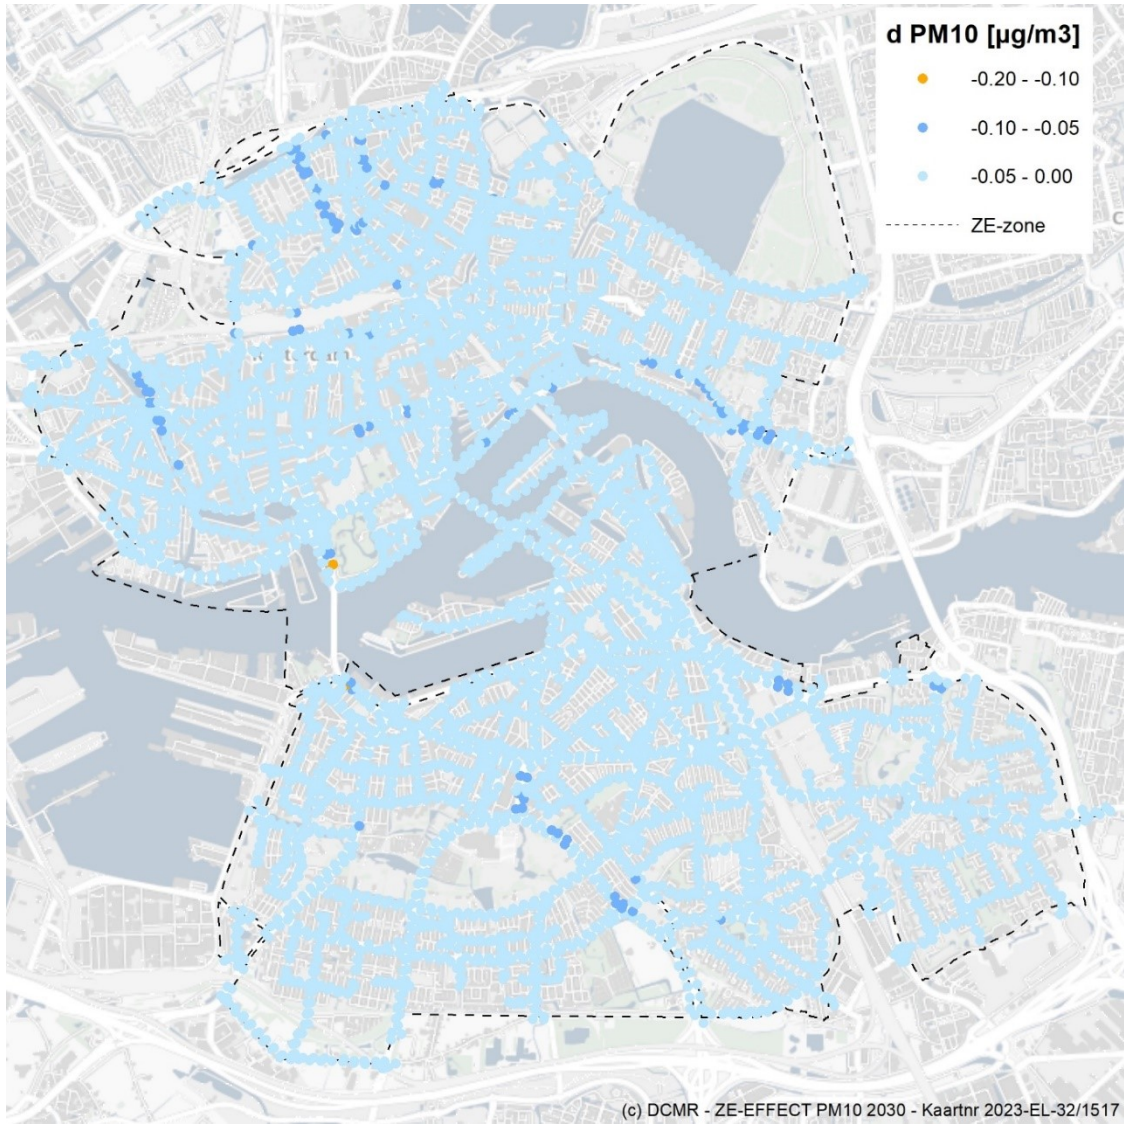 d PM10 [µg/m3]
-0.20 - -0.10
-0.10 - -0.05
-0.05 - 0.00
ZE-zone
(c) DCMR - ZE-EFFECT PM10 2030 - Kaartnr 2023-EL-32/1517